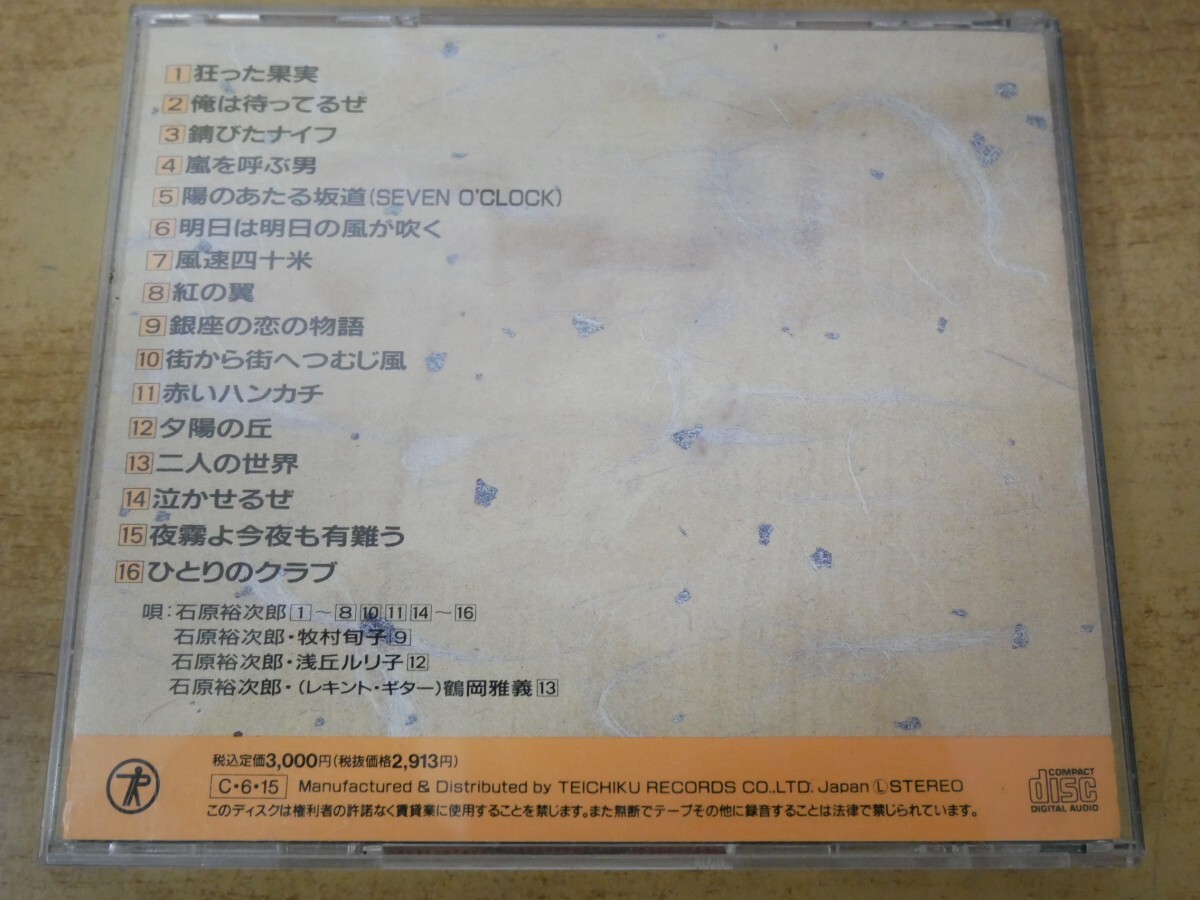 1 狂った果実
2 俺は待ってるぜ
3 錆びたナイフ
4 嵐を呼ぶ男
5 陽のあたる坂道(SEVEN O'CLOCK)
6 明日は明日の風が吹く
7 風速四十米
8 紅の翼
9 銀座の恋の物語
10 街から街へつむじ風
11 赤いハンカチ
12 夕陽の丘
13 二人の世界
14 泣かせるぜ
15 夜霧よ今夜も有難う
16 ひとりのクラブ
唄:石原裕次郎1〜8 10 11 14〜16
石原裕次郎・牧村旬子9
石原裕次郎・浅丘ルリ子12
石原裕次郎・(レキント・ギター)鶴岡雅義13
税込定価3,000円(税抜価格2,913円)
C・6・15 Manufactured & Distributed by TEICHIKU RECORDS CO.,LTD. Japan Ⓛ STEREO
このディスクは権利者の許諾なく賃貸業に使用することを禁じます。また無断でテープその他に録音することは法律で禁じられています。
COMPACT
disc
DIGITAL AUDIO